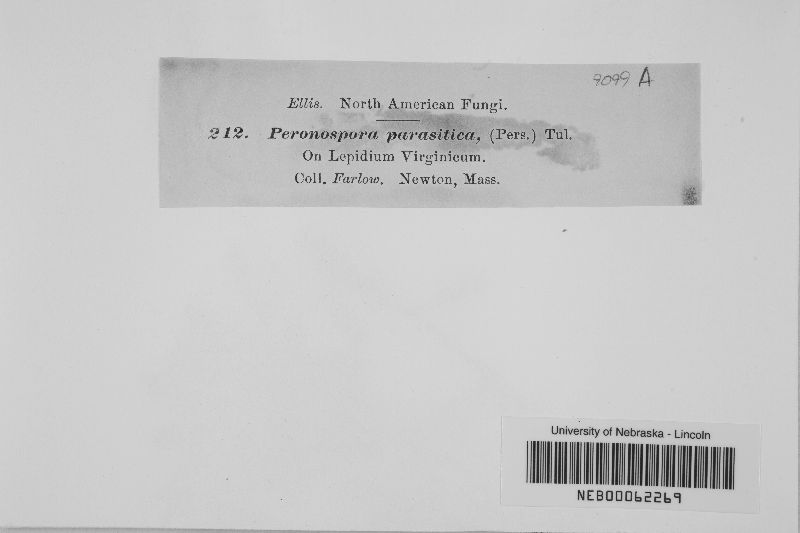 9099 A
Ellis. North American Fungi.
212. Peronospora parasitica, (Pers.) Tul.
On Lepidium Virginicum.
Coll. Farlow, Newton, Mass.
University of Nebraska - Lincoln
NEB00062269